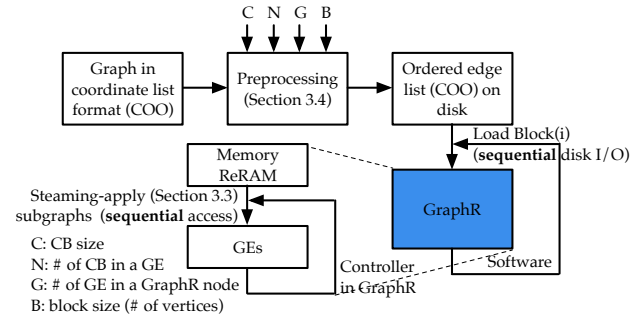 C N G B
Graph in
coordinate list
format (COO)
Preprocessing
(Section 3.4)
Ordered edge
list (COO) on
disk
Load Block(i)
(sequential disk I/O)
Memory
ReRAM
Steaming-apply (Section 3.3)
subgraphs (sequential access)
GraphR
GEs
Controller
in GraphR
Software
C: CB size
N: # of CB in a GE
G: # of GE in a GraphR node
B: block size (# of vertices)